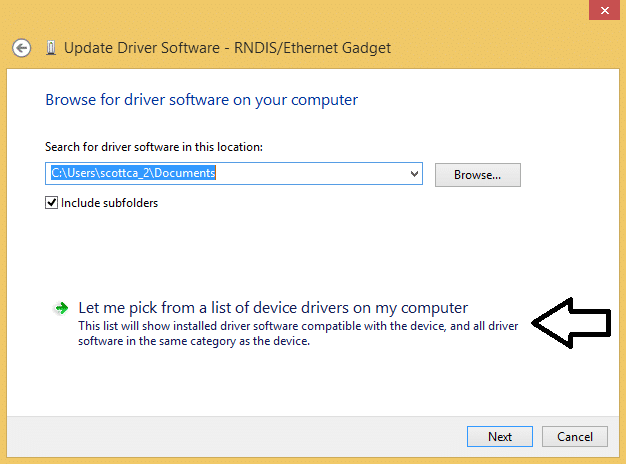 Update Driver Software - RNDIS/Ethernet Gadget
Browse for driver software on your computer
Search for driver software in this location:
C:\Users\scottca_2\Documents
Browse...
Include subfolders
Let me pick from a list of device drivers on my computer
This list will show installed driver software compatible with the device, and all driver
software in the same category as the device.
Next
Cancel